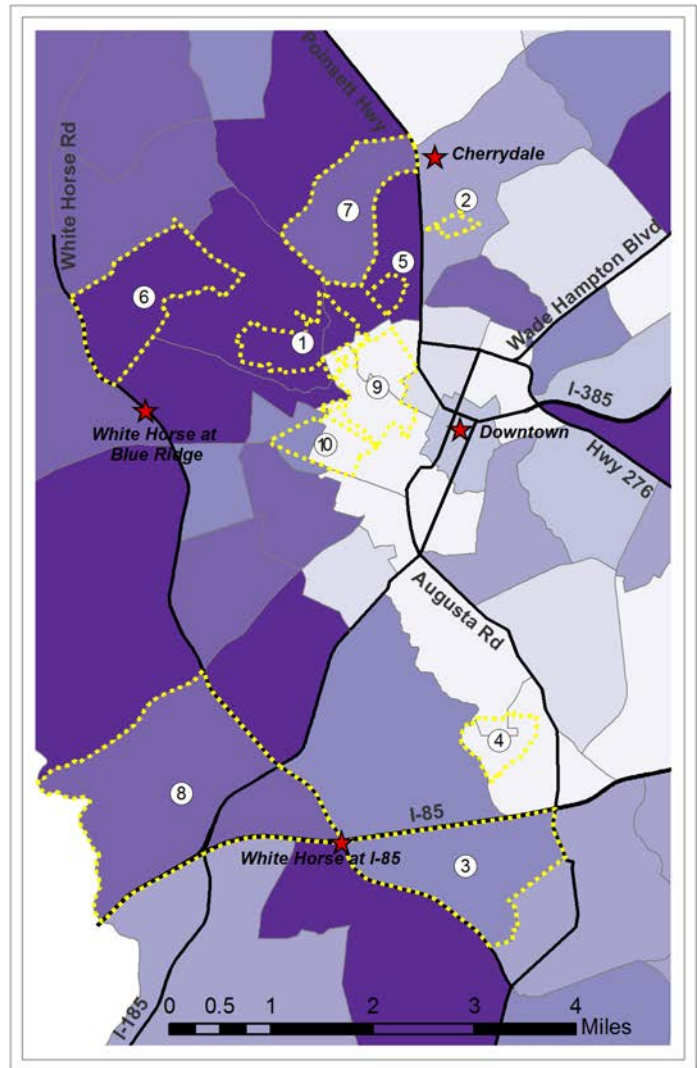 Poinsett Hwy
White Horse Rd
Cherrydale
2
7
Wade Hampton Blvd
5
6
1
I-385
9
White Horse at
Blue Ridge
10
Downtown
Hwy 276
Augusta Rd
4
8
I-85
White Horse at I-85
3
I-185
0 0.5 1 2 3 4
Miles